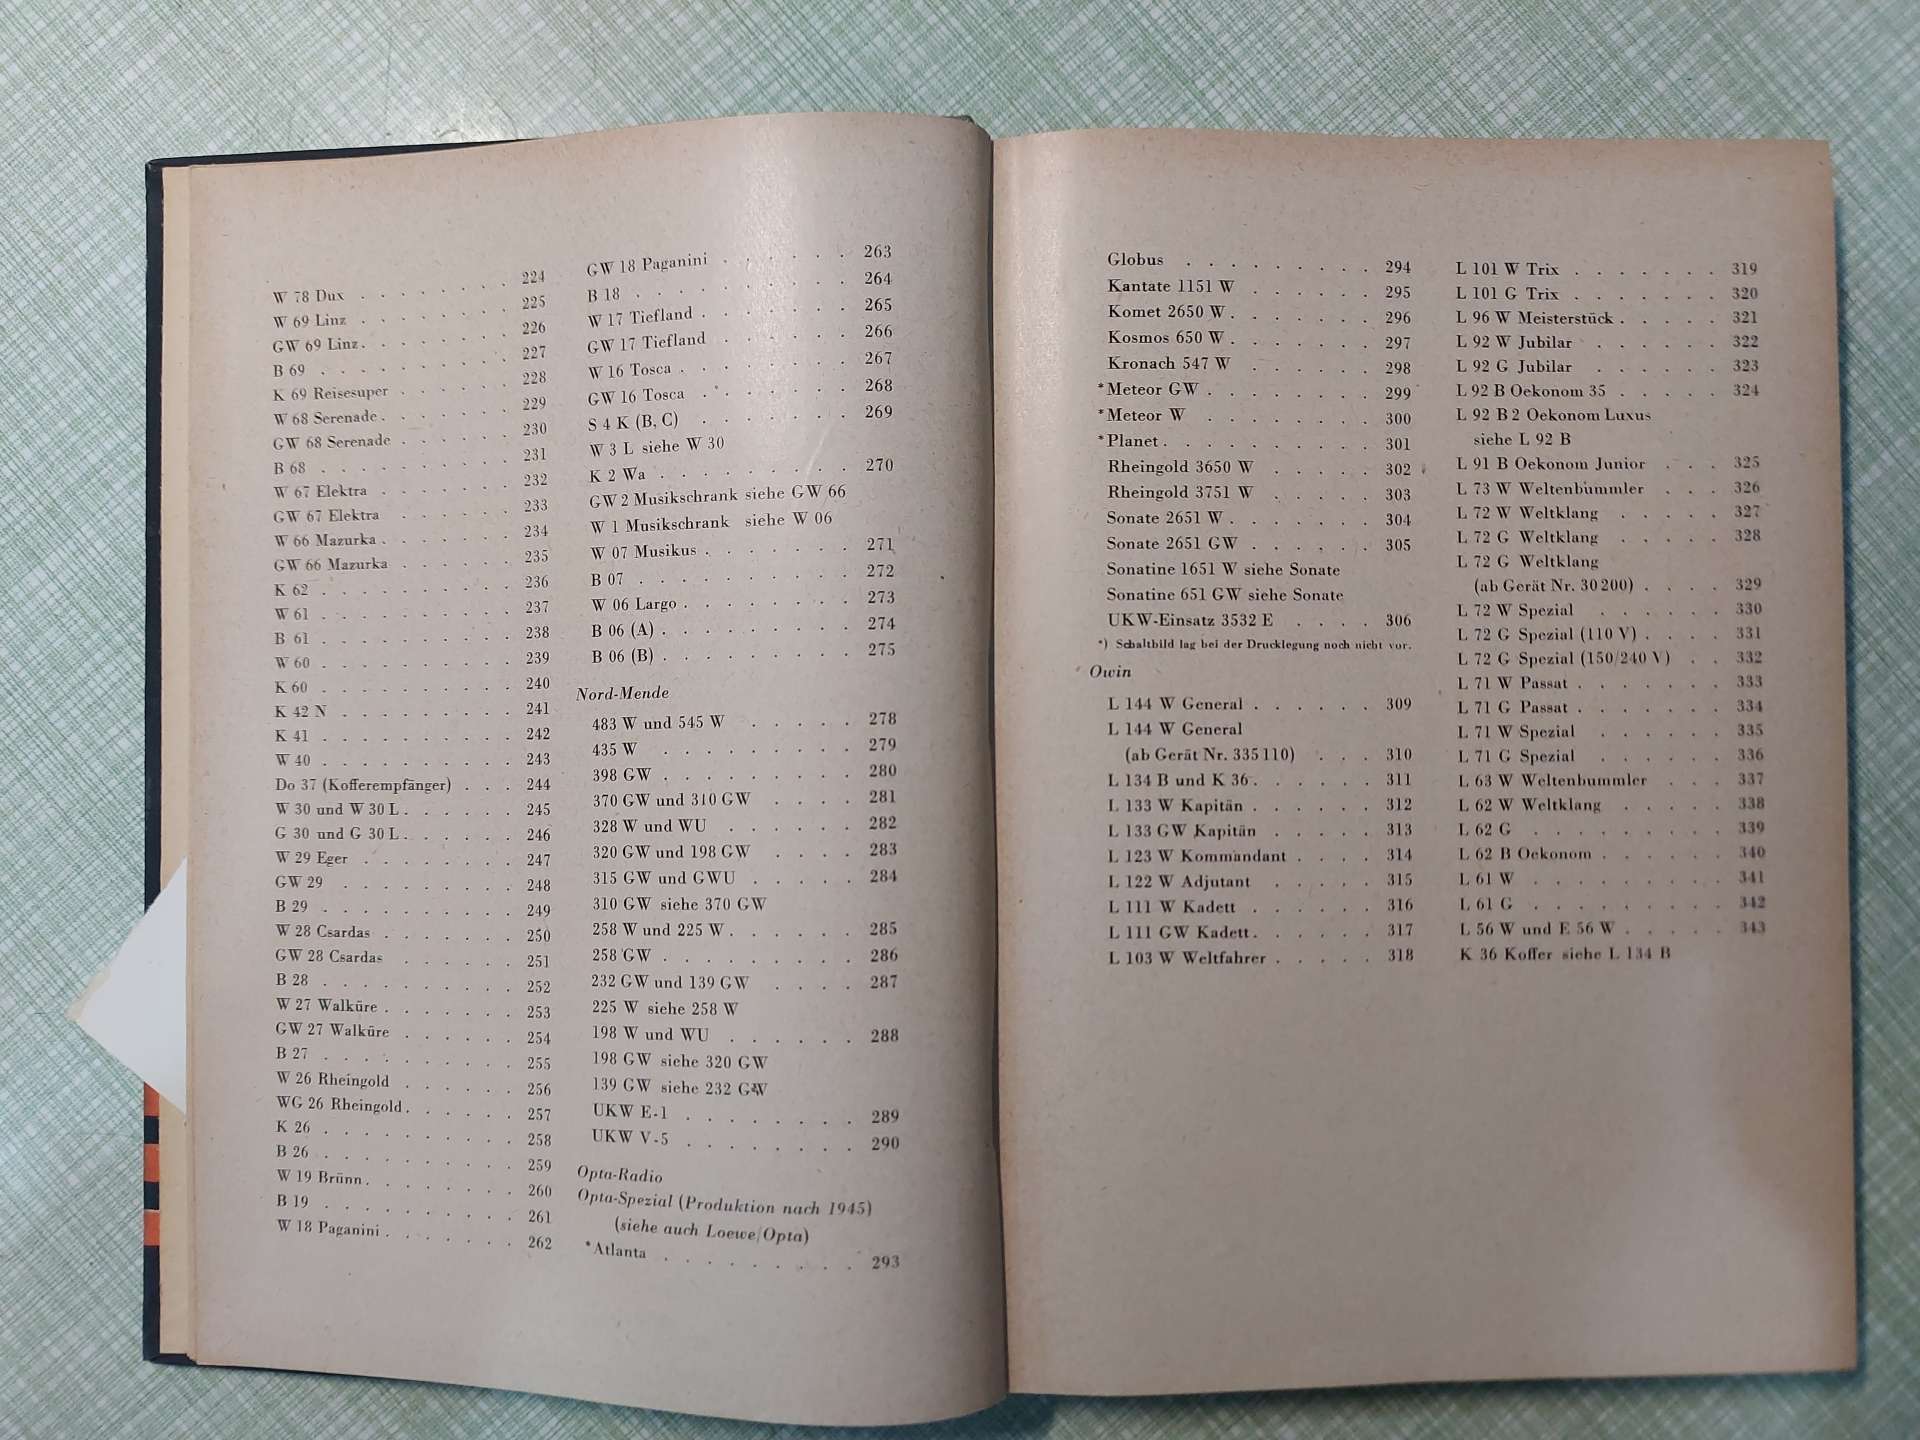 W 78 Dux . . . . . . . . 224
W 69 Linz . . . . . . . . 225
GW 69 Linz . . . . . . . . 226
B 69 . . . . . . . . . . 227
K 69 Reisesuper . . . . . . 228
W 68 Serenade . . . . . . . 229
GW 68 Serenade . . . . . . 230
B 68 . . . . . . . . . . 231
W 67 Elektra . . . . . . . 232
GW 67 Elektra . . . . . . 233
W 66 Mazurka . . . . . . . 234
GW 66 Mazurka . . . . . . 235
K 62 . . . . . . . . . . 236
W 61 . . . . . . . . . . 237
B 61 . . . . . . . . . . 238
W 60 . . . . . . . . . . 239
K 60 . . . . . . . . . . 240
K 42 N . . . . . . . . . 241
K 41 . . . . . . . . . . 242
W 40 . . . . . . . . . . 243
Do 37 (Kofferempfänger) . . . 244
W 30 und W 30 L . . . . . . 245
G 30 und G 30 L . . . . . . 246
W 29 Eger . . . . . . . . 247
GW 29 . . . . . . . . . 248
B 29 . . . . . . . . . . 249
W 28 Csardas . . . . . . . 250
GW 28 Csardas . . . . . . 251
B 28 . . . . . . . . . . 252
W 27 Walküre . . . . . . . 253
GW 27 Walküre . . . . . . 254
B 27 . . . . . . . . . . 255
W 26 Rheingold . . . . . . 256
WG 26 Rheingold . . . . . . 257
K 26 . . . . . . . . . . 258
B 26 . . . . . . . . . . 259
W 19 Brünn . . . . . . . . 260
B 19 . . . . . . . . . . 261
W 18 Paganini . . . . . . . 262
GW 18 Paganini . . . . . . 263
B 18 . . . . . . . . . . 264
W 17 Tiefland . . . . . . . 265
GW 17 Tiefland . . . . . . 266
W 16 Tosca . . . . . . . . 267
GW 16 Tosca . . . . . . . 268
S 4 K (B, C) . . . . . . . 269
W 3 L siehe W 30
K 2 Wa . . . . . . . . . 270
GW 2 Musikschrank siehe GW 66
W 1 Musikschrank siehe W 06
W 07 Musikus . . . . . . . 271
B 07 . . . . . . . . . . 272
W 06 Largo . . . . . . . . 273
B 06 (A) . . . . . . . . . 274
B 06 (B) . . . . . . . . . 275
Nord-Mende
483 W und 545 W . . . . . 278
435 W . . . . . . . . . 279
398 GW . . . . . . . . . 280
370 GW und 310 GW . . . . 281
328 W und WU . . . . . . 282
320 GW und 198 GW . . . . 283
315 GW und GWU . . . . . 284
310 GW siehe 370 GW
258 W und 225 W . . . . . . 285
258 GW . . . . . . . . . 286
232 GW und 139 GW . . . . 287
225 W siehe 258 W
198 W und WU . . . . . . 288
198 GW siehe 320 GW
139 GW siehe 232 GW
UKW E-1 . . . . . . . . 289
UKW V-5 . . . . . . . . 290
Opta-Radio
Opta-Spezial (Produktion nach 1945)
(siehe auch Loewe/Opta)
*Atlanta . . . . . . . . . 293
Globus . . . . . . . . . 294
Kantate 1151 W . . . . . . 295
Komet 2650 W . . . . . . . 296
Kosmos 650 W . . . . . . . 297
Kronach 547 W . . . . . . 298
*Meteor GW . . . . . . . . 299
*Meteor W . . . . . . . . 300
*Planet . . . . . . . . . . 301
Rheingold 3650 W . . . . . 302
Rheingold 3751 W . . . . . 303
Sonate 2651 W . . . . . . . 304
Sonate 2651 GW . . . . . . 305
Sonatine 1651 W siehe Sonate
Sonatine 651 GW siehe Sonate
UKW-Einsatz 3532 E . . . . 306
*) Schaltbild lag bei der Drucklegung noch nicht vor.
Owin
L 144 W General . . . . . . 309
L 144 W General
(ab Gerät Nr. 335 110) . . . 310
L 134 B und K 36 . . . . . . 311
L 133 W Kapitän . . . . . . 312
L 133 GW Kapitän . . . . . 313
L 123 W Kommandant . . . . 314
L 122 W Adjutant . . . . . 315
L 111 W Kadett . . . . . . 316
L 111 GW Kadett . . . . . . 317
L 103 W Weltfahrer . . . . . 318
L 101 W Trix . . . . . . . 319
L 101 G Trix . . . . . . . 320
L 96 W Meisterstück . . . . . 321
L 92 W Jubilar . . . . . . 322
L 92 G Jubilar . . . . . . 323
L 92 B Oekonom 35 . . . . . 324
L 92 B 2 Oekonom Luxus
siehe L 92 B
L 91 B Oekonom Junior . . . 325
L 73 W Weltenbummler . . . 326
L 72 W Weltklang . . . . . 327
L 72 G Weltklang . . . . . 328
L 72 G Weltklang
(ab Gerät Nr. 30 200) . . . . 329
L 72 W Spezial . . . . . . 330
L 72 G Spezial (110 V) . . . . 331
L 72 G Spezial (150/240 V) . . 332
L 71 W Passat . . . . . . . 333
L 71 G Passat . . . . . . . 334
L 71 W Spezial . . . . . . 335
L 71 G Spezial . . . . . . 336
L 63 W Weltenbummler . . . 337
L 62 W Weltklang . . . . . 338
L 62 G . . . . . . . . . 339
L 62 B Oekonom . . . . . . 340
L 61 W . . . . . . . . . 341
L 61 G . . . . . . . . . 342
L 56 W und E 56 W . . . . . 343
K 36 Koffer siehe L 134 B